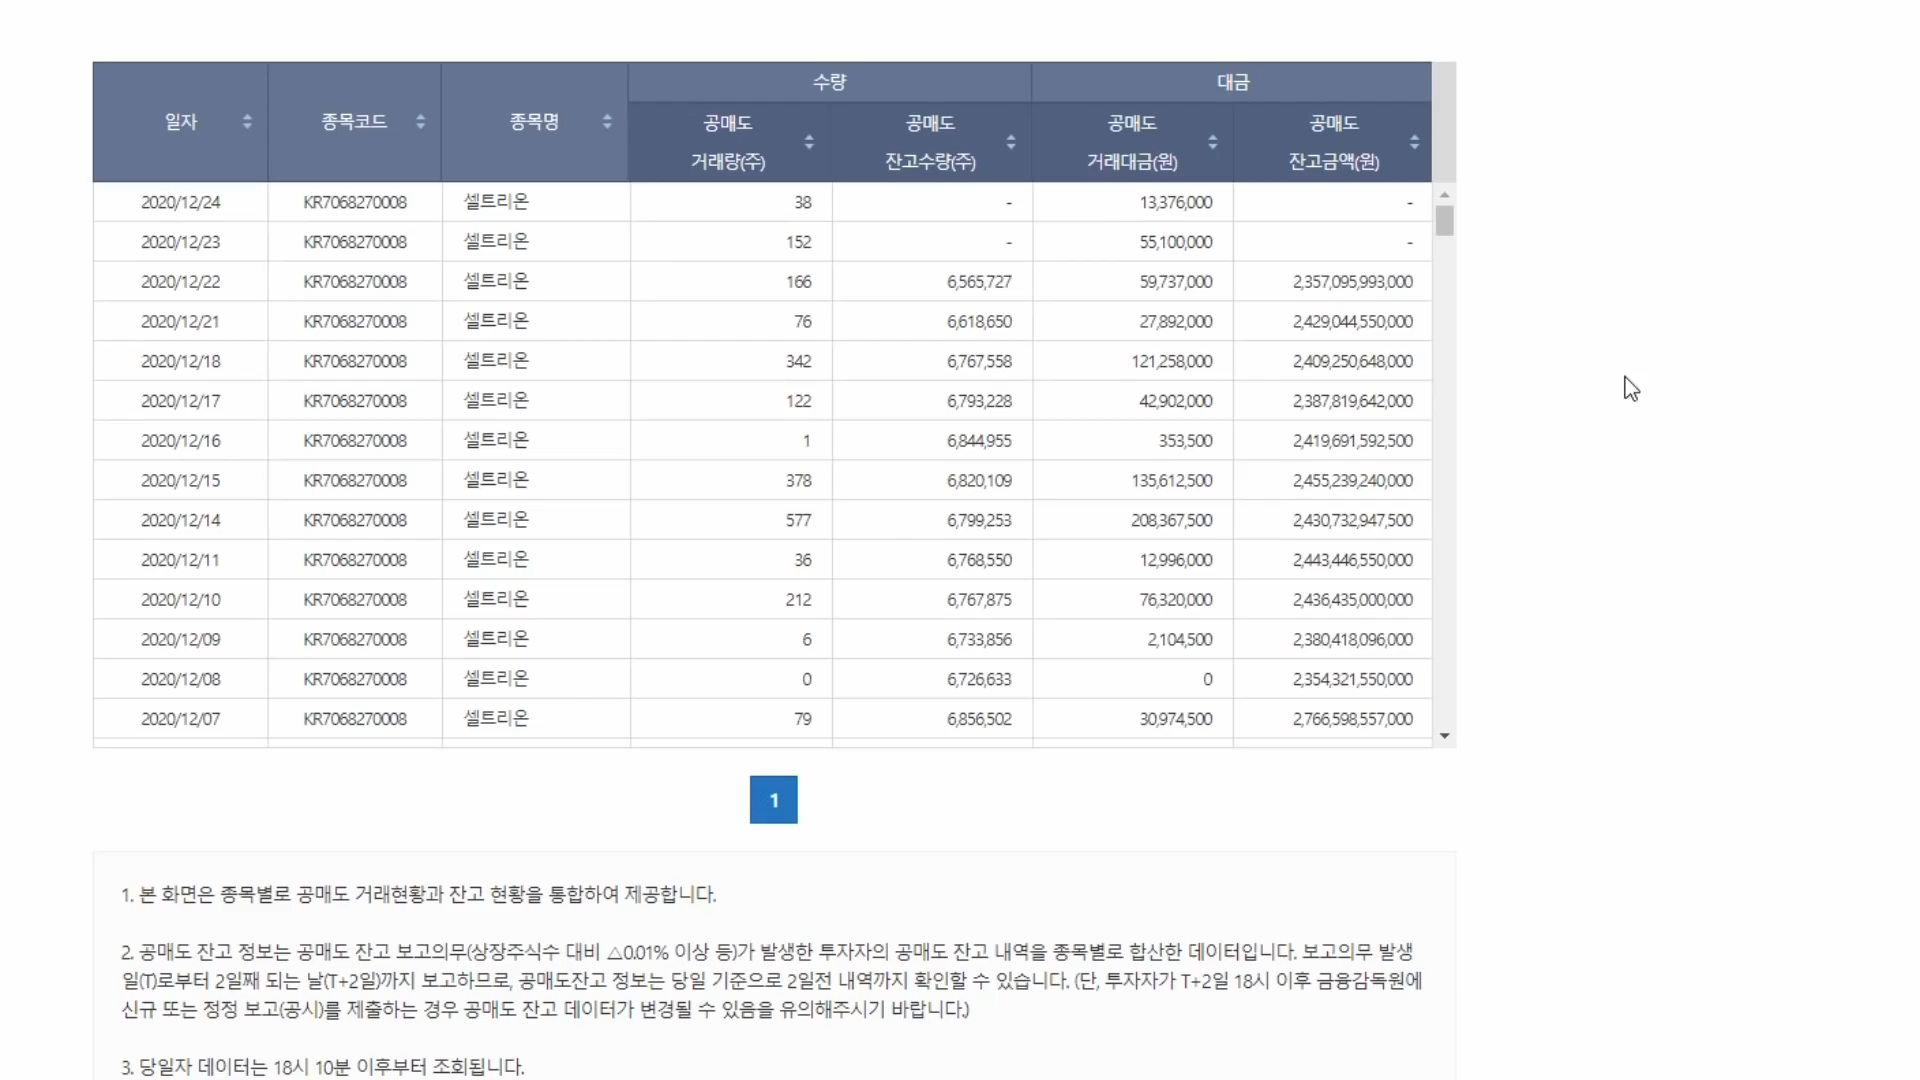 수량 대금
일자 종목코드 종목명 공매도 거래량(주) 공매도 잔고수량(주) 공매도 거래대금(원) 공매도 잔고금액(원)
2020/12/24 KR7068270008 셀트리온 38 - 13,376,000 -
2020/12/23 KR7068270008 셀트리온 152 - 55,100,000 -
2020/12/22 KR7068270008 셀트리온 166 6,565,727 59,737,000 2,357,095,993,000
2020/12/21 KR7068270008 셀트리온 76 6,618,650 27,892,000 2,429,044,550,000
2020/12/18 KR7068270008 셀트리온 342 6,767,558 121,258,000 2,409,250,648,000
2020/12/17 KR7068270008 셀트리온 122 6,793,228 42,902,000 2,387,819,642,000
2020/12/16 KR7068270008 셀트리온 1 6,844,955 353,500 2,419,691,592,500
2020/12/15 KR7068270008 셀트리온 378 6,820,109 135,612,500 2,455,239,240,000
2020/12/14 KR7068270008 셀트리온 577 6,799,253 208,367,500 2,430,732,947,500
2020/12/11 KR7068270008 셀트리온 36 6,768,550 12,996,000 2,443,446,550,000
2020/12/10 KR7068270008 셀트리온 212 6,767,875 76,320,000 2,436,435,000,000
2020/12/09 KR7068270008 셀트리온 6 6,733,856 2,104,500 2,380,418,096,000
2020/12/08 KR7068270008 셀트리온 0 6,726,633 0 2,354,321,550,000
2020/12/07 KR7068270008 셀트리온 79 6,856,502 30,974,500 2,766,598,557,000
1
1. 본 화면은 종목별로 공매도 거래현황과 잔고 현황을 통합하여 제공합니다.
2. 공매도 잔고 정보는 공매도 잔고 보고의무(상장주식수 대비 △0.01% 이상 등)가 발생한 투자자의 공매도 잔고 내역을 종목별로 합산한 데이터입니다. 보고의무 발생
일(T)로부터 2일째 되는 날(T+2일)까지 보고하므로, 공매도잔고 정보는 당일 기준으로 2일전 내역까지 확인할 수 있습니다. (단, 투자자가 T+2일 18시 이후 금융감독원에
신규 또는 정정 보고(공시)를 제출하는 경우 공매도 잔고 데이터가 변경될 수 있음을 유의해주시기 바랍니다.)
3. 당일자 데이터는 18시 10분 이후부터 조회됩니다.